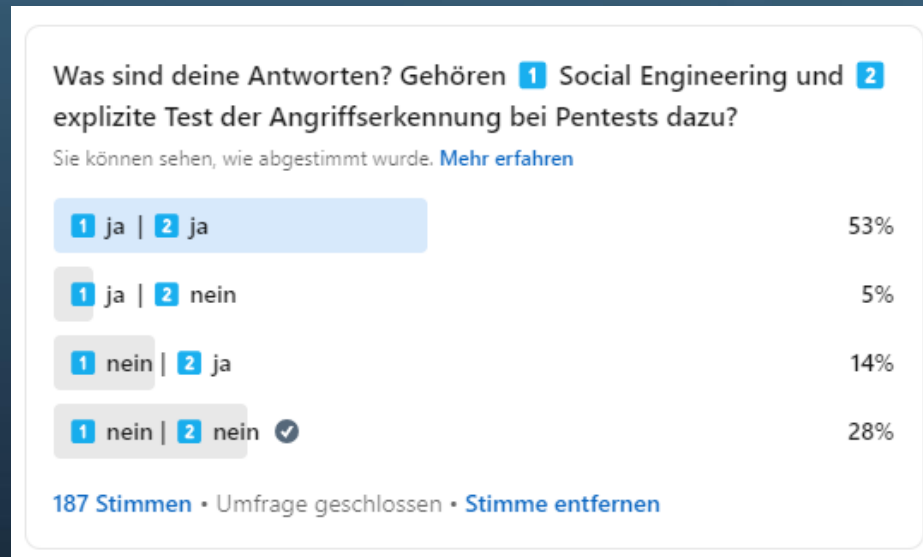 Was sind deine Antworten? Gehören 1️⃣ Social Engineering und 2️⃣
explizite Test der Angriffserkennung bei Pentests dazu?
Sie können sehen, wie abgestimmt wurde. Mehr erfahren
1️⃣ ja | 2️⃣ ja 53%
1️⃣ ja | 2️⃣ nein 5%
1️⃣ nein | 2️⃣ ja 14%
1️⃣ nein | 2️⃣ nein 28%
187 Stimmen • Umfrage geschlossen • Stimme entfernen